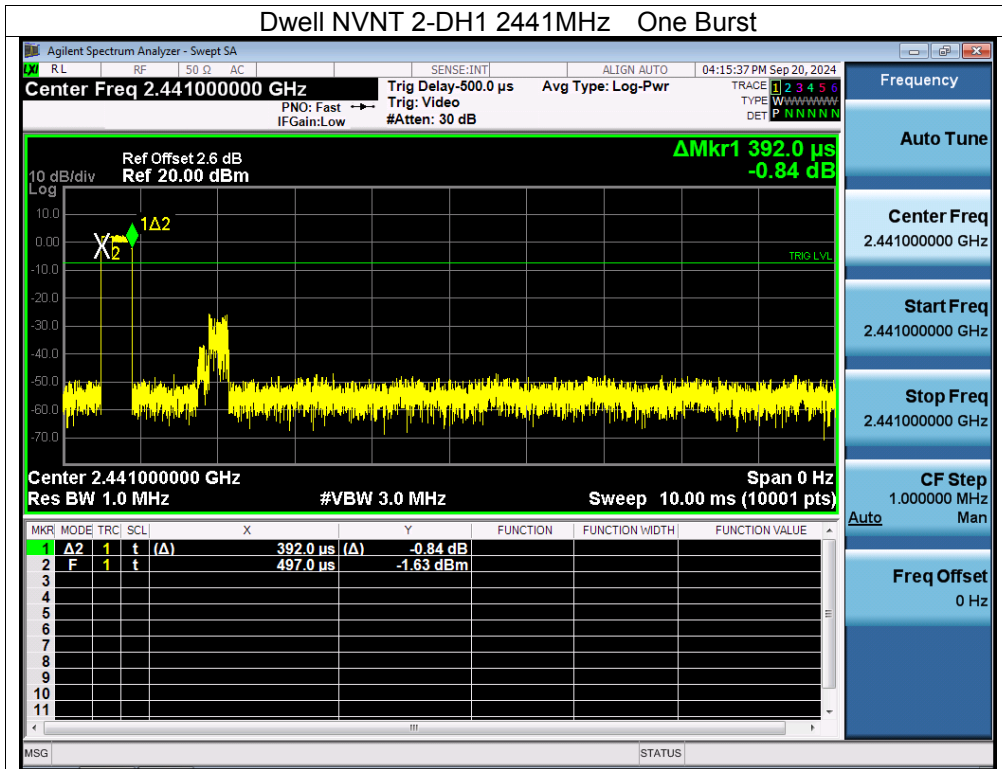 Dwell NVNT 2-DH1 2441MHz One Burst
Agilent Spectrum Analyzer - Swept SA
LXI RL RF 50 Ω AC SENSE:INT ALIGN AUTO 04:15:37 PM Sep 20, 2024
Center Freq 2.441000000 GHz
PNO: Fast
IFGain:Low
Trig Delay-500.0 µs
Trig: Video
#Atten: 30 dB
Avg Type: Log-Pwr
TRACE 1 2 3 4 5 6
TYPE WWWWWW
DET P NNNNN
Frequency
Auto Tune
Center Freq
2.441000000 GHz
Start Freq
2.441000000 GHz
Stop Freq
2.441000000 GHz
CF Step
1.000000 MHz
Auto Man
Freq Offset
0 Hz
ΔMkr1 392.0 µs
-0.84 dB
Ref Offset 2.6 dB
10 dB/div Ref 20.00 dBm
Log
10.0
0.00
-10.0
-20.0
-30.0
-40.0
-50.0
-60.0
-70.0
1Δ2
X2
TRIG LVL
Center 2.441000000 GHz Span 0 Hz
Res BW 1.0 MHz #VBW 3.0 MHz Sweep 10.00 ms (10001 pts)
MKR MODE TRC SCL X Y FUNCTION FUNCTION WIDTH FUNCTION VALUE
1 Δ2 1 t (Δ) 392.0 µs (Δ) -0.84 dB
2 F 1 t 497.0 µs -1.63 dBm
3
4
5
6
7
8
9
10
11
MSG STATUS